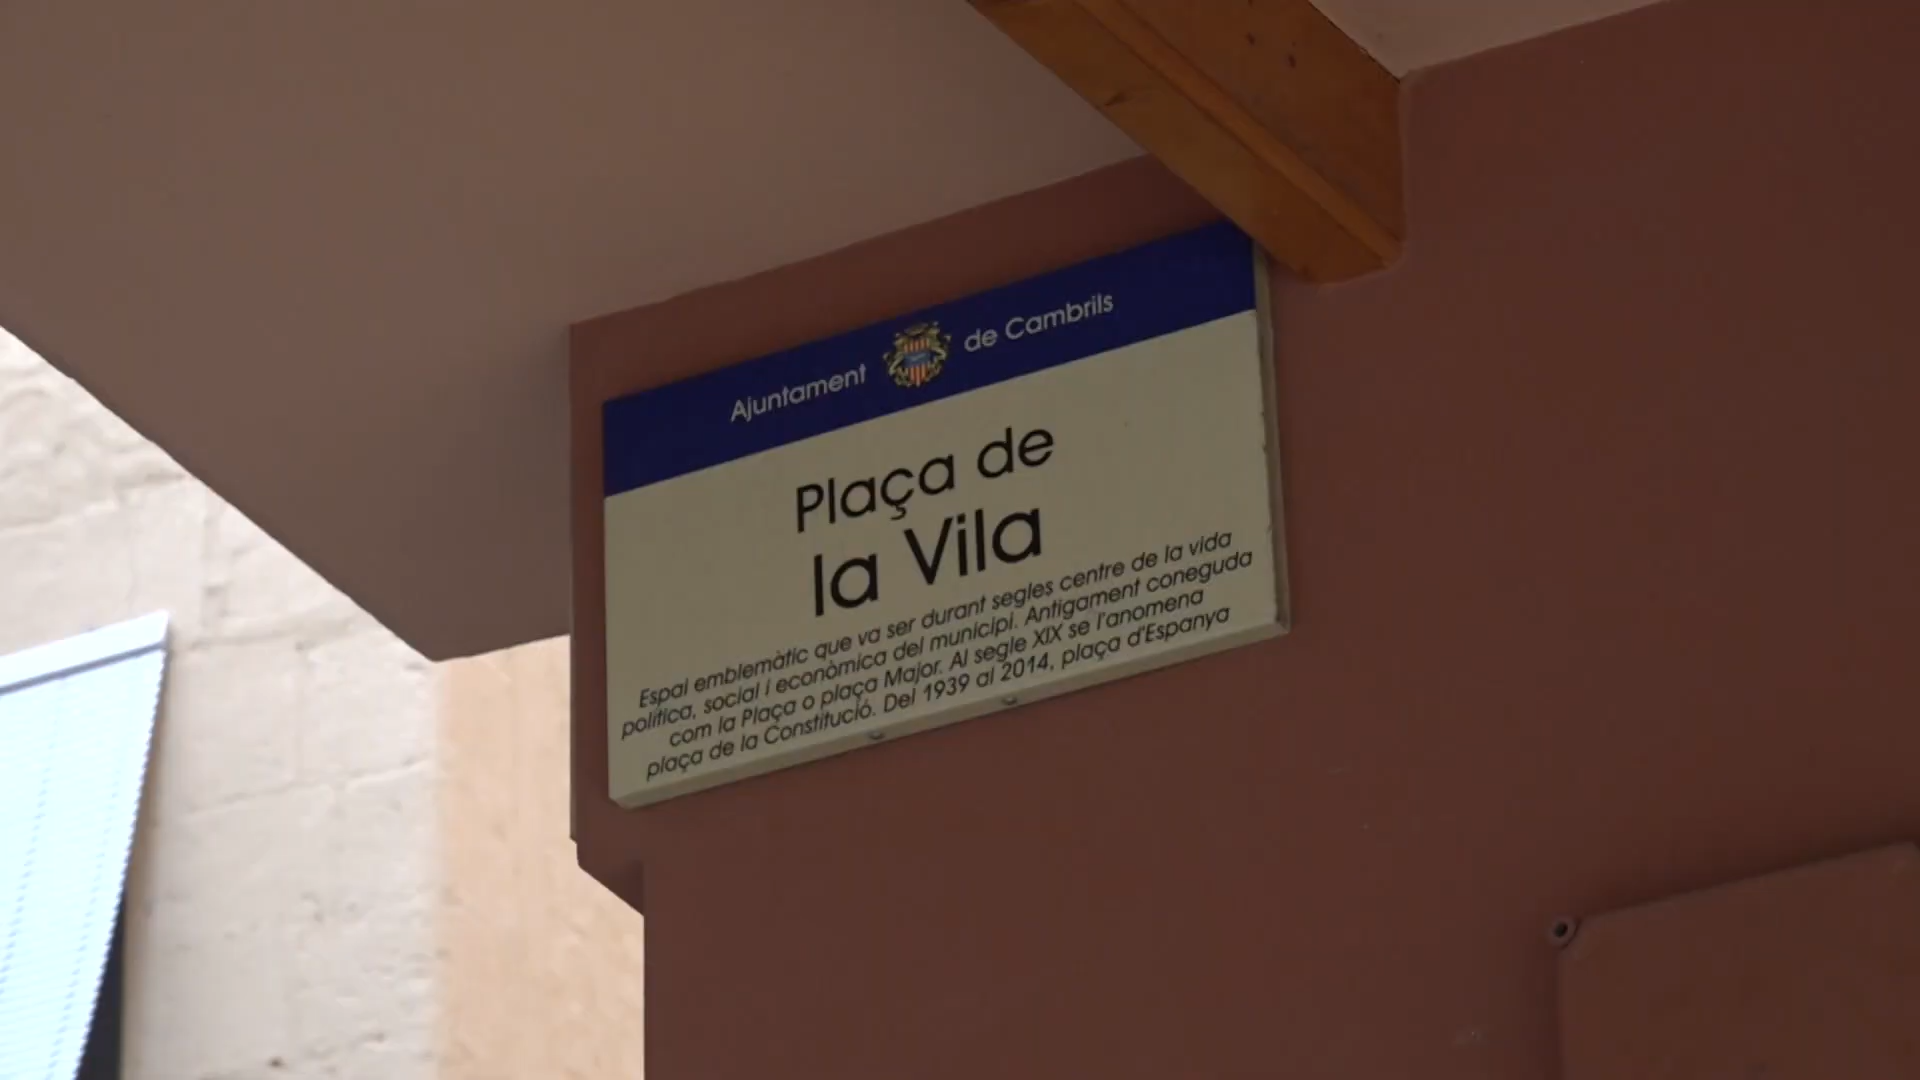 Ajuntament de Cambrils
Plaça de
la Vila
Espai emblemàtic que va ser durant segles centre de la vida
política, social i econòmica del municipi. Antigament coneguda
com la Plaça o plaça Major. Al segle XIX se l'anomena
plaça de la Constitució. Del 1939 al 2014, plaça d'Espanya